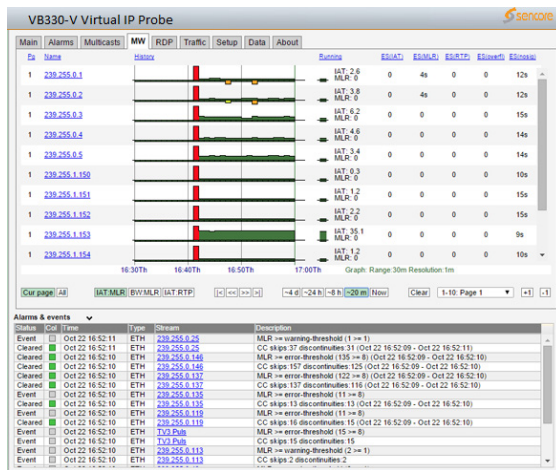 VB330-V Virtual IP Probe
sencore
Main Alarms Multicasts MW RDP Traffic Setup Data About
Pg Name History Running ES(IAT) ES(MLR) ES(RTP) ES(overfl) ES(nosig)
1 239.255.0.1 IAT: 2.6 MLR: 0 0 4s 0 0 12s
1 239.255.0.2 IAT: 3.8 MLR: 0 0 4s 0 0 12s
1 239.255.0.3 IAT: 6.2 MLR: 0 0 0 0 0 15s
1 239.255.0.4 IAT: 4.6 MLR: 0 0 0 0 0 14s
1 239.255.0.5 IAT: 3.4 MLR: 0 0 0 0 0 14s
1 239.255.1.150 IAT: 0.3 MLR: 0 0 0 0 0 10s
1 239.255.1.151 IAT: 1.2 MLR: 0 0 0 0 0 15s
1 239.255.1.152 IAT: 2.2 MLR: 0 0 0 0 0 15s
1 239.255.1.153 IAT: 35.1 MLR: 0 0 0 0 0 9s
1 239.255.1.154 IAT: 1.2 MLR: 0 0 0 0 0 10s
16:30Th 16:40Th 16:50Th 17:00Th Graph: Range:30m Resolution:1m
Cur page All IAT:MLR BW:MLR IAT:RTP |< << >> >| ~4 d ~24 h ~8 h ~20 m Now Clear 1-10: Page 1 +1 -1
Alarms & events
Status Col Time Type Stream Description
Event Oct 22 16:52:11 ETH 239.255.0.25 MLR >= warning-threshold (1 >= 1)
Cleared Oct 22 16:52:11 ETH 239.255.0.25 CC skips:37 discontinuities:31 (Oct 22 16:52:09 - Oct 22 16:52:11)
Cleared Oct 22 16:52:10 ETH 239.255.0.146 MLR >= error-threshold (135 >= 8) (Oct 22 16:52:09 - Oct 22 16:52:10)
Cleared Oct 22 16:52:10 ETH 239.255.0.146 CC skips:157 discontinuities:125 (Oct 22 16:52:09 - Oct 22 16:52:10)
Cleared Oct 22 16:52:10 ETH 239.255.0.137 MLR >= error-threshold (122 >= 8) (Oct 22 16:52:09 - Oct 22 16:52:10)
Cleared Oct 22 16:52:10 ETH 239.255.0.137 CC skips:137 discontinuities:116 (Oct 22 16:52:09 - Oct 22 16:52:10)
Event Oct 22 16:52:10 ETH 239.255.0.135 MLR >= error-threshold (11 >= 8)
Cleared Oct 22 16:52:10 ETH 239.255.0.135 CC skips:13 discontinuities:13 (Oct 22 16:52:09 - Oct 22 16:52:10)
Event Oct 22 16:52:10 ETH 239.255.0.119 MLR >= error-threshold (11 >= 8)
Cleared Oct 22 16:52:10 ETH 239.255.0.119 CC skips:16 discontinuities:15 (Oct 22 16:52:09 - Oct 22 16:52:10)
Event Oct 22 16:52:10 ETH TV3 Puls MLR >= error-threshold (15 >= 8)
Event Oct 22 16:52:10 ETH TV3 Puls CC skips:15 discontinuities:15
Event Oct 22 16:52:10 ETH 239.255.0.113 MLR >= warning-threshold (2 >= 1)
Event Oct 22 16:52:10 ETH 239.255.0.113 CC skips:2 discontinuities:2